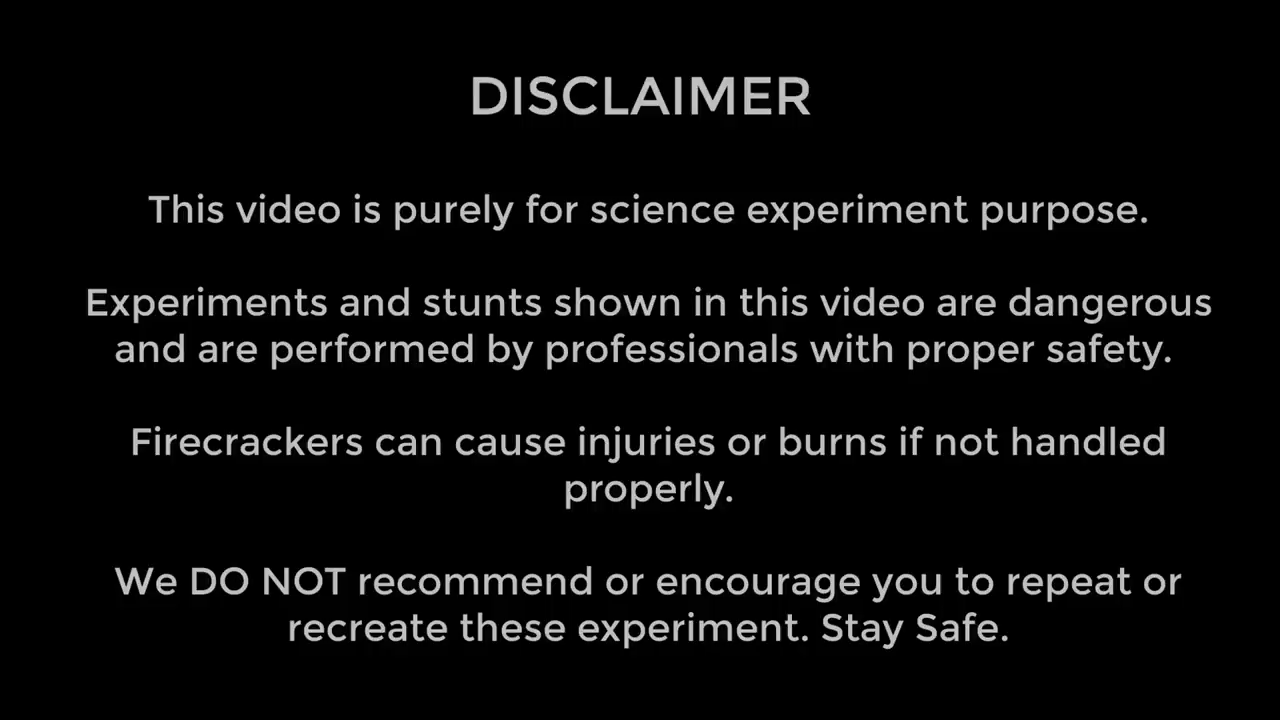 DISCLAIMER
This video is purely for science experiment purpose.
Experiments and stunts shown in this video are dangerous
and are performed by professionals with proper safety.
Firecrackers can cause injuries or burns if not handled
properly.
We DO NOT recommend or encourage you to repeat or
recreate these experiment. Stay Safe.